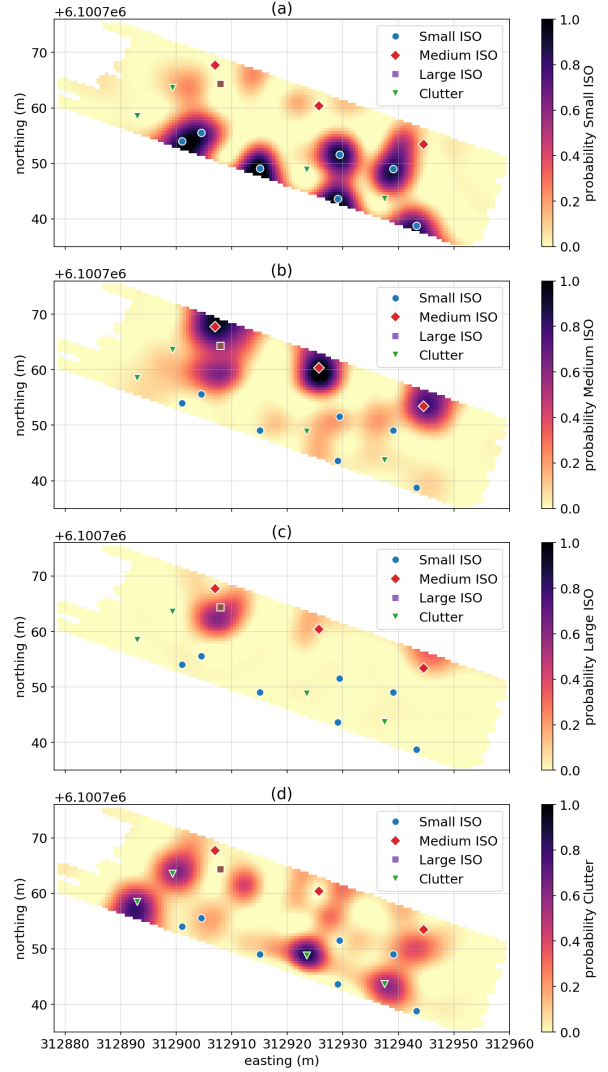 (a)
+6.1007e6
Small ISO
Medium ISO
Large ISO
Clutter
70
60
50
40
northing (m)
1.0
0.8
0.6
0.4
0.2
0.0
probability Small ISO
(b)
+6.1007e6
Small ISO
Medium ISO
Large ISO
Clutter
70
60
50
40
northing (m)
1.0
0.8
0.6
0.4
0.2
0.0
probability Medium ISO
(c)
+6.1007e6
Small ISO
Medium ISO
Large ISO
Clutter
70
60
50
40
northing (m)
1.0
0.8
0.6
0.4
0.2
0.0
probability Large ISO
(d)
+6.1007e6
Small ISO
Medium ISO
Large ISO
Clutter
70
60
50
40
northing (m)
1.0
0.8
0.6
0.4
0.2
0.0
probability Clutter
312880 312890 312900 312910 312920 312930 312940 312950 312960
easting (m)